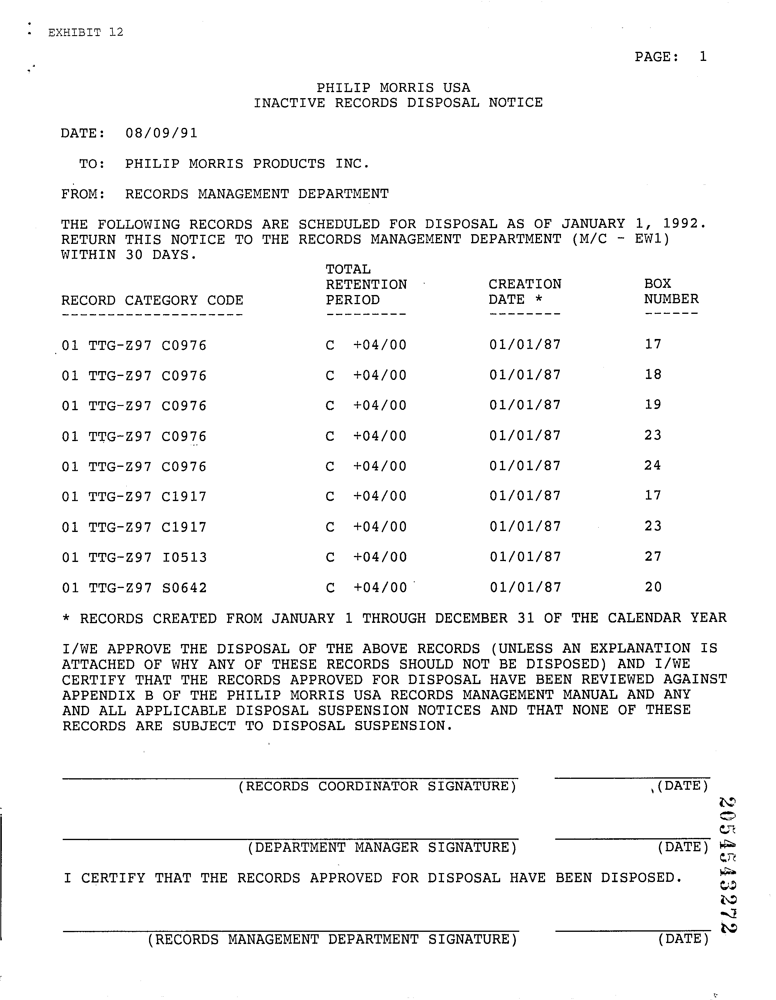 EXHIBIT 12
PAGE: 1
PHILIP MORRIS USA
INACTIVE RECORDS DISPOSAL NOTICE
DATE: 08/09/91
TO: PHILIP MORRIS PRODUCTS INC.
FROM: RECORDS MANAGEMENT DEPARTMENT
THE FOLLOWING RECORDS ARE SCHEDULED FOR DISPOSAL AS OF JANUARY 1, 1992.
RETURN THIS NOTICE TO THE RECORDS MANAGEMENT DEPARTMENT (M/C - EW1)
WITHIN 30 DAYS.
TOTAL
RETENTION CREATION BOX
RECORD CATEGORY CODE PERIOD DATE * NUMBER
-------------------- --------- -------- ------
01 TTG-Z97 C0976 C +04/00 01/01/87 17
01 TTG-Z97 C0976 C +04/00 01/01/87 18
01 TTG-Z97 C0976 C +04/00 01/01/87 19
01 TTG-Z97 C0976 C +04/00 01/01/87 23
01 TTG-Z97 C0976 C +04/00 01/01/87 24
01 TTG-Z97 C1917 C +04/00 01/01/87 17
01 TTG-Z97 C1917 C +04/00 01/01/87 23
01 TTG-Z97 I0513 C +04/00 01/01/87 27
01 TTG-Z97 S0642 C +04/00 01/01/87 20
* RECORDS CREATED FROM JANUARY 1 THROUGH DECEMBER 31 OF THE CALENDAR YEAR
I/WE APPROVE THE DISPOSAL OF THE ABOVE RECORDS (UNLESS AN EXPLANATION IS
ATTACHED OF WHY ANY OF THESE RECORDS SHOULD NOT BE DISPOSED) AND I/WE
CERTIFY THAT THE RECORDS APPROVED FOR DISPOSAL HAVE BEEN REVIEWED AGAINST
APPENDIX B OF THE PHILIP MORRIS USA RECORDS MANAGEMENT MANUAL AND ANY
AND ALL APPLICABLE DISPOSAL SUSPENSION NOTICES AND THAT NONE OF THESE
RECORDS ARE SUBJECT TO DISPOSAL SUSPENSION.
(RECORDS COORDINATOR SIGNATURE) (DATE)
(DEPARTMENT MANAGER SIGNATURE) (DATE)
I CERTIFY THAT THE RECORDS APPROVED FOR DISPOSAL HAVE BEEN DISPOSED.
(RECORDS MANAGEMENT DEPARTMENT SIGNATURE) (DATE)
2054543272